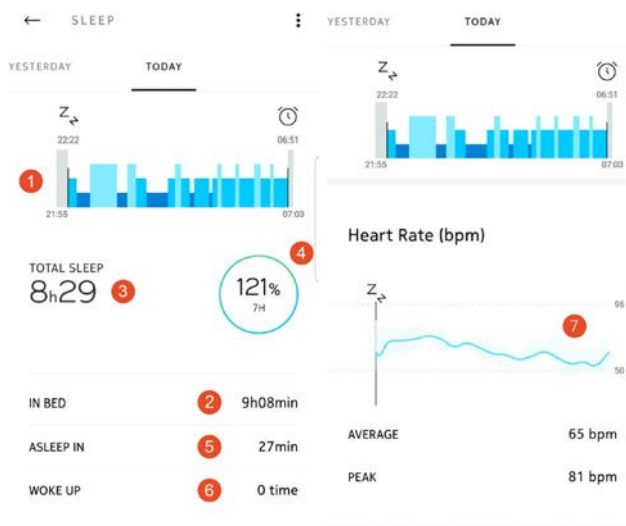 ← SLEEP
YESTERDAY TODAY
Z z
22:22 06:51
1
21:55 07:03
TOTAL SLEEP
8h29 3
4
121%
7H
IN BED 2 9h08min
ASLEEP IN 5 27min
WOKE UP 6 0 time
YESTERDAY TODAY
Z z
22:22 06:51
21:55 07:03
Heart Rate (bpm)
Z z
96
7
50
AVERAGE 65 bpm
PEAK 81 bpm